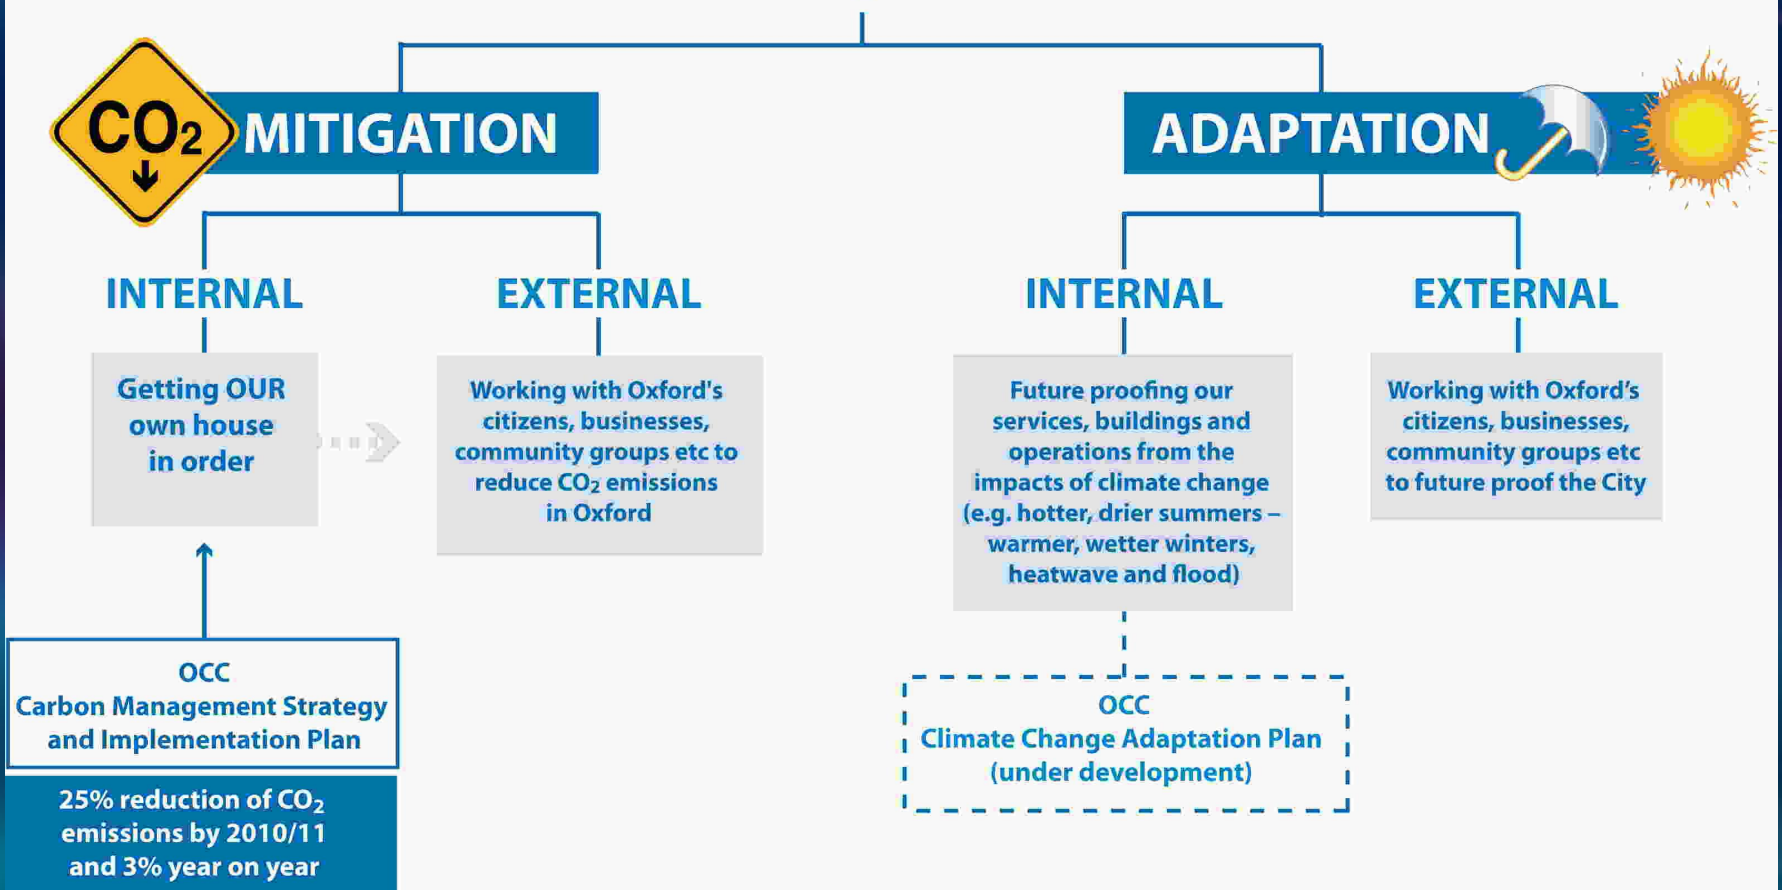 CO2
MITIGATION
ADAPTATION
INTERNAL
EXTERNAL
INTERNAL
EXTERNAL
Getting OUR
own house
in order
Working with Oxford's
citizens, businesses,
community groups etc to
reduce CO2 emissions
in Oxford
Future proofing our
services, buildings and
operations from the
impacts of climate change
(e.g. hotter, drier summers –
warmer, wetter winters,
heatwave and flood)
Working with Oxford’s
citizens, businesses,
community groups etc
to future proof the City
OCC
Carbon Management Strategy
and Implementation Plan
25% reduction of CO2
emissions by 2010/11
and 3% year on year
OCC
Climate Change Adaptation Plan
(under development)